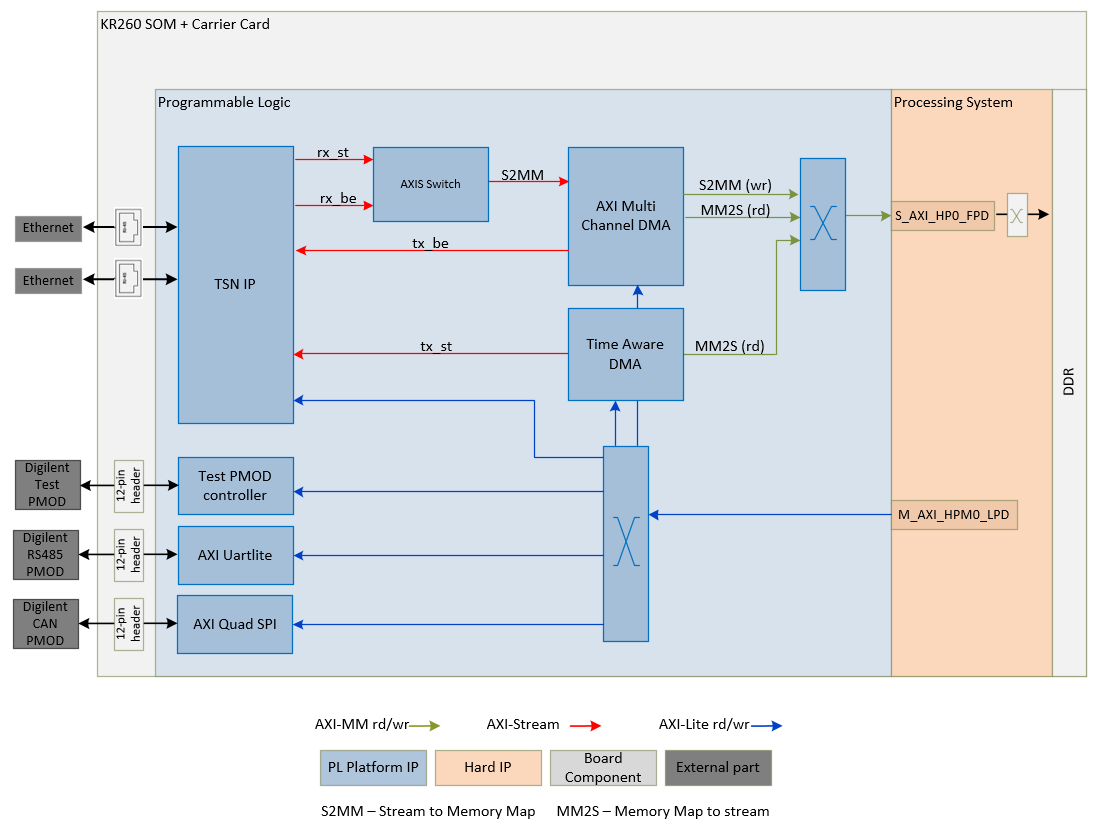 KR260 SOM + Carrier Card
Programmable Logic
Processing System
rx_st
AXIS Switch
rx_be
S2MM
AXI Multi
Channel DMA
S2MM (wr)
MM2S (rd)
S_AXI_HP0_FPD
Ethernet
RJ-45
Ethernet
RJ-45
TSN IP
tx_be
tx_st
Time Aware
DMA
MM2S (rd)
DDR
Digilent
Test
PMOD
12-pin
header
Test PMOD
controller
M_AXI_HPM0_LPD
Digilent
RS485
PMOD
12-pin
header
AXI Uartlite
Digilent
CAN
PMOD
12-pin
header
AXI Quad SPI
AXI-MM rd/wr
AXI-Stream
AXI-Lite rd/wr
PL Platform IP
Hard IP
Board
Component
External part
S2MM – Stream to Memory Map
MM2S – Memory Map to stream